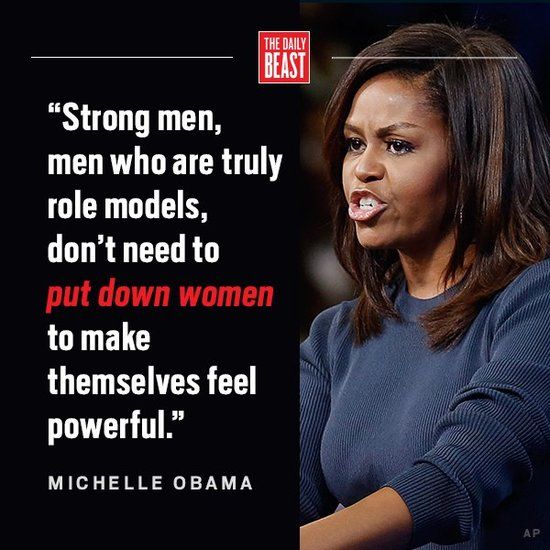 THE DAILY
BEAST
“Strong men,
men who are truly
role models,
don’t need to
put down women
to make
themselves feel
powerful.”
MICHELLE OBAMA
AP